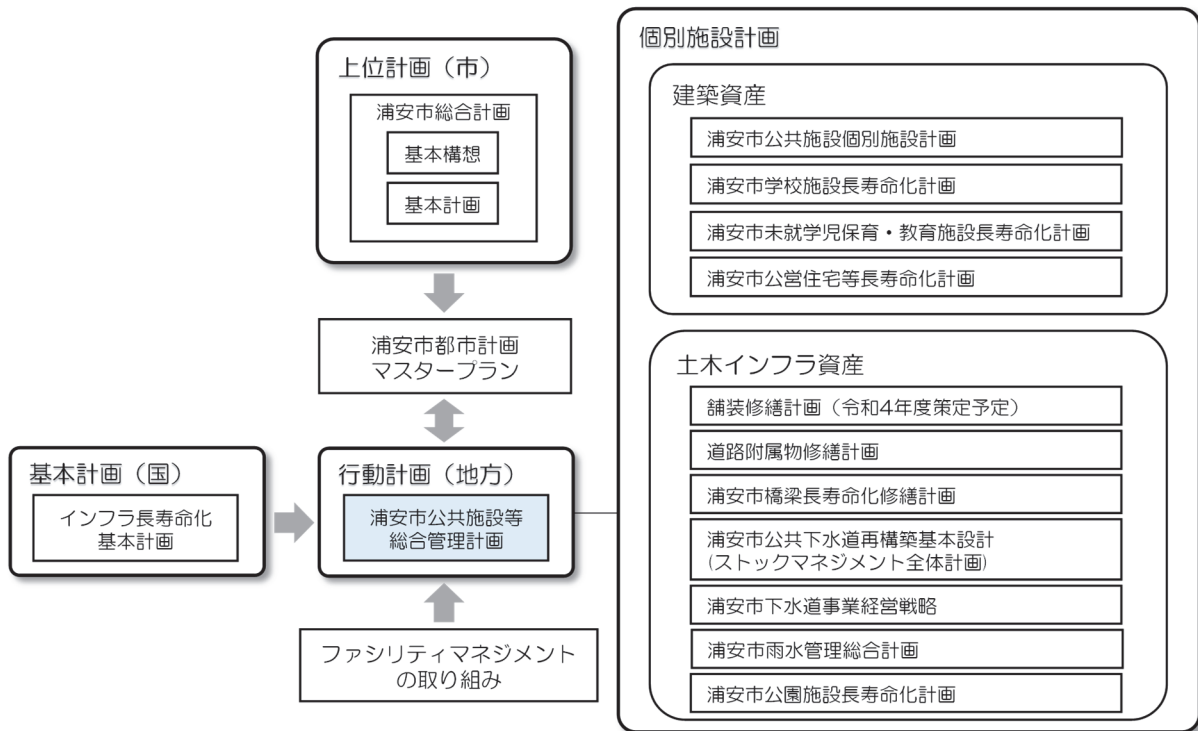 上位計画（市）
浦安市総合計画
基本構想
基本計画
浦安市都市計画
マスタープラン
基本計画（国）
インフラ長寿命化
基本計画
行動計画（地方）
浦安市公共施設等
総合管理計画
ファシリティマネジメント
の取り組み
個別施設計画
建築資産
浦安市公共施設個別施設計画
浦安市学校施設長寿命化計画
浦安市未就学児保育・教育施設長寿命化計画
浦安市公営住宅等長寿命化計画
土木インフラ資産
舗装修繕計画（令和4年度策定予定）
道路附属物修繕計画
浦安市橋梁長寿命化修繕計画
浦安市公共下水道再構築基本設計
(ストックマネジメント全体計画)
浦安市下水道事業経営戦略
浦安市雨水管理総合計画
浦安市公園施設長寿命化計画